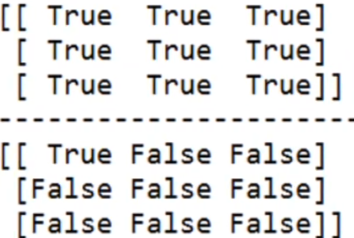 [[ True  True  True]
 [ True  True  True]
 [ True  True  True]]
----------------------
[[ True False False]
 [False False False]
 [False False False]]